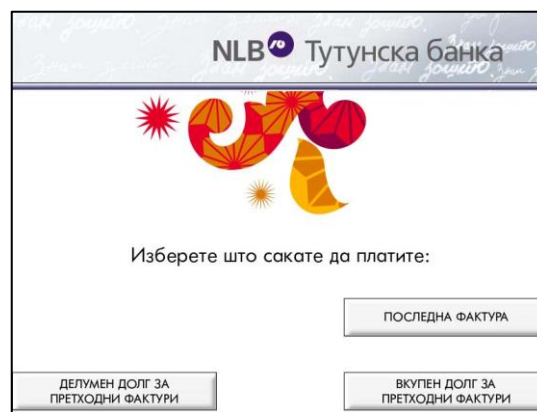 NLB Тутунска банка
Изберете што сакате да платите:
ПОСЛЕДНА ФАКТУРА
ДЕЛУМЕН ДОЛГ ЗА
ПРЕТХОДНИ ФАКТУРИ
ВКУПЕН ДОЛГ ЗА
ПРЕТХОДНИ ФАКТУРИ